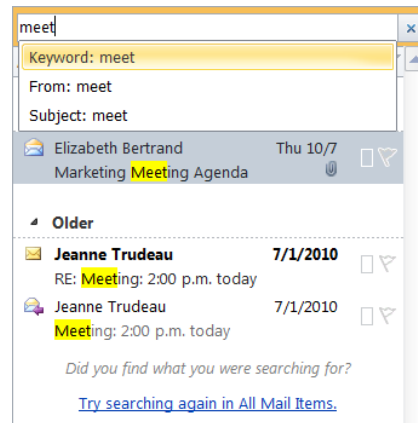 meet
Keyword: meet
From: meet
Subject: meet
Elizabeth Bertrand Thu 10/7
Marketing Meeting Agenda
Older
Jeanne Trudeau 7/1/2010
RE: Meeting: 2:00 p.m. today
Jeanne Trudeau 7/1/2010
Meeting: 2:00 p.m. today
Did you find what you were searching for?
Try searching again in All Mail Items.